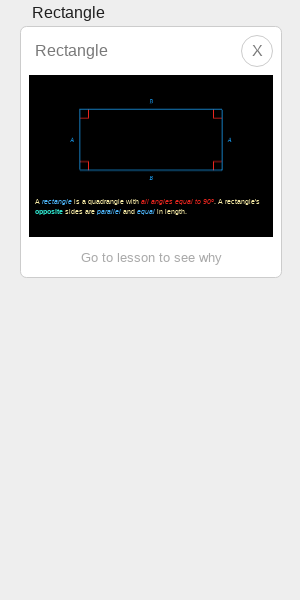 Rectangle
Rectangle
X
B
A
A
B
A rectangle is a quadrangle with all angles equal to 90º. A rectangle's
opposite sides are parallel and equal in length.
Go to lesson to see why